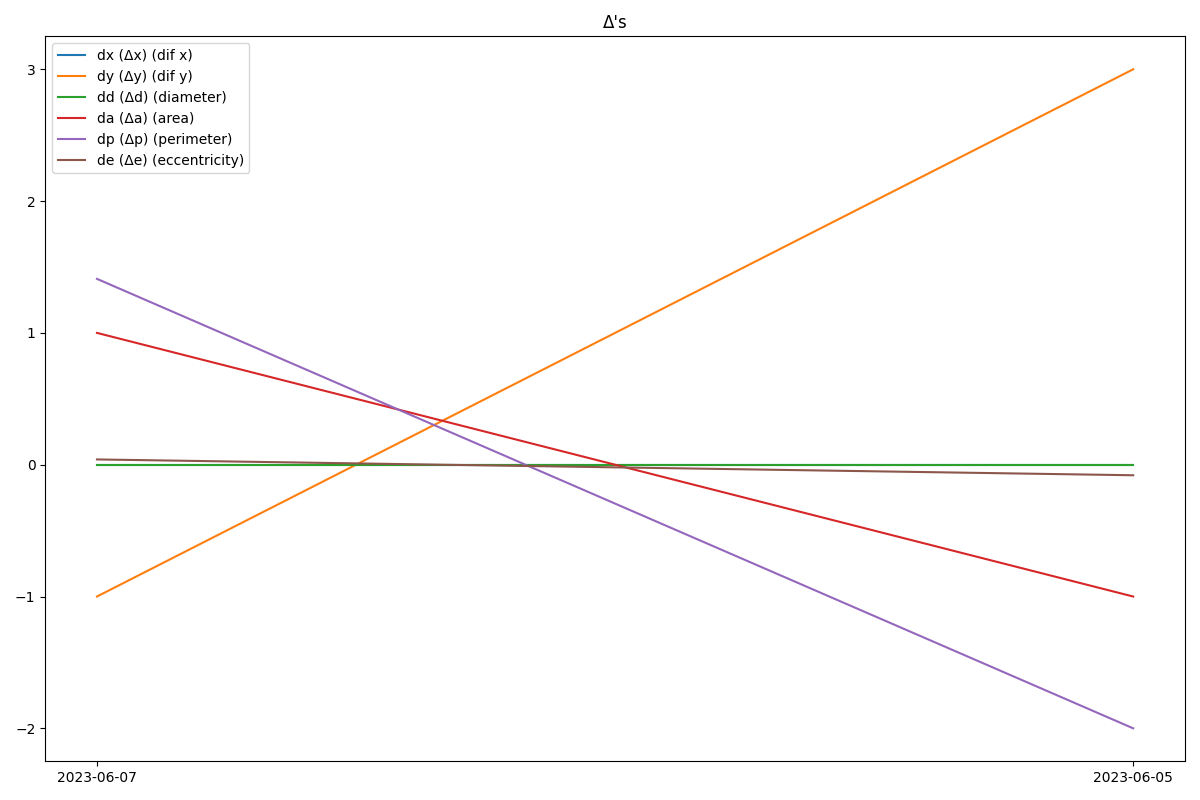 Δ's
dx (Δx) (dif x)
dy (Δy) (dif y)
dd (Δd) (diameter)
da (Δa) (area)
dp (Δp) (perimeter)
de (Δe) (eccentricity)
3
2
1
0
−1
−2
2023-06-07 2023-06-05